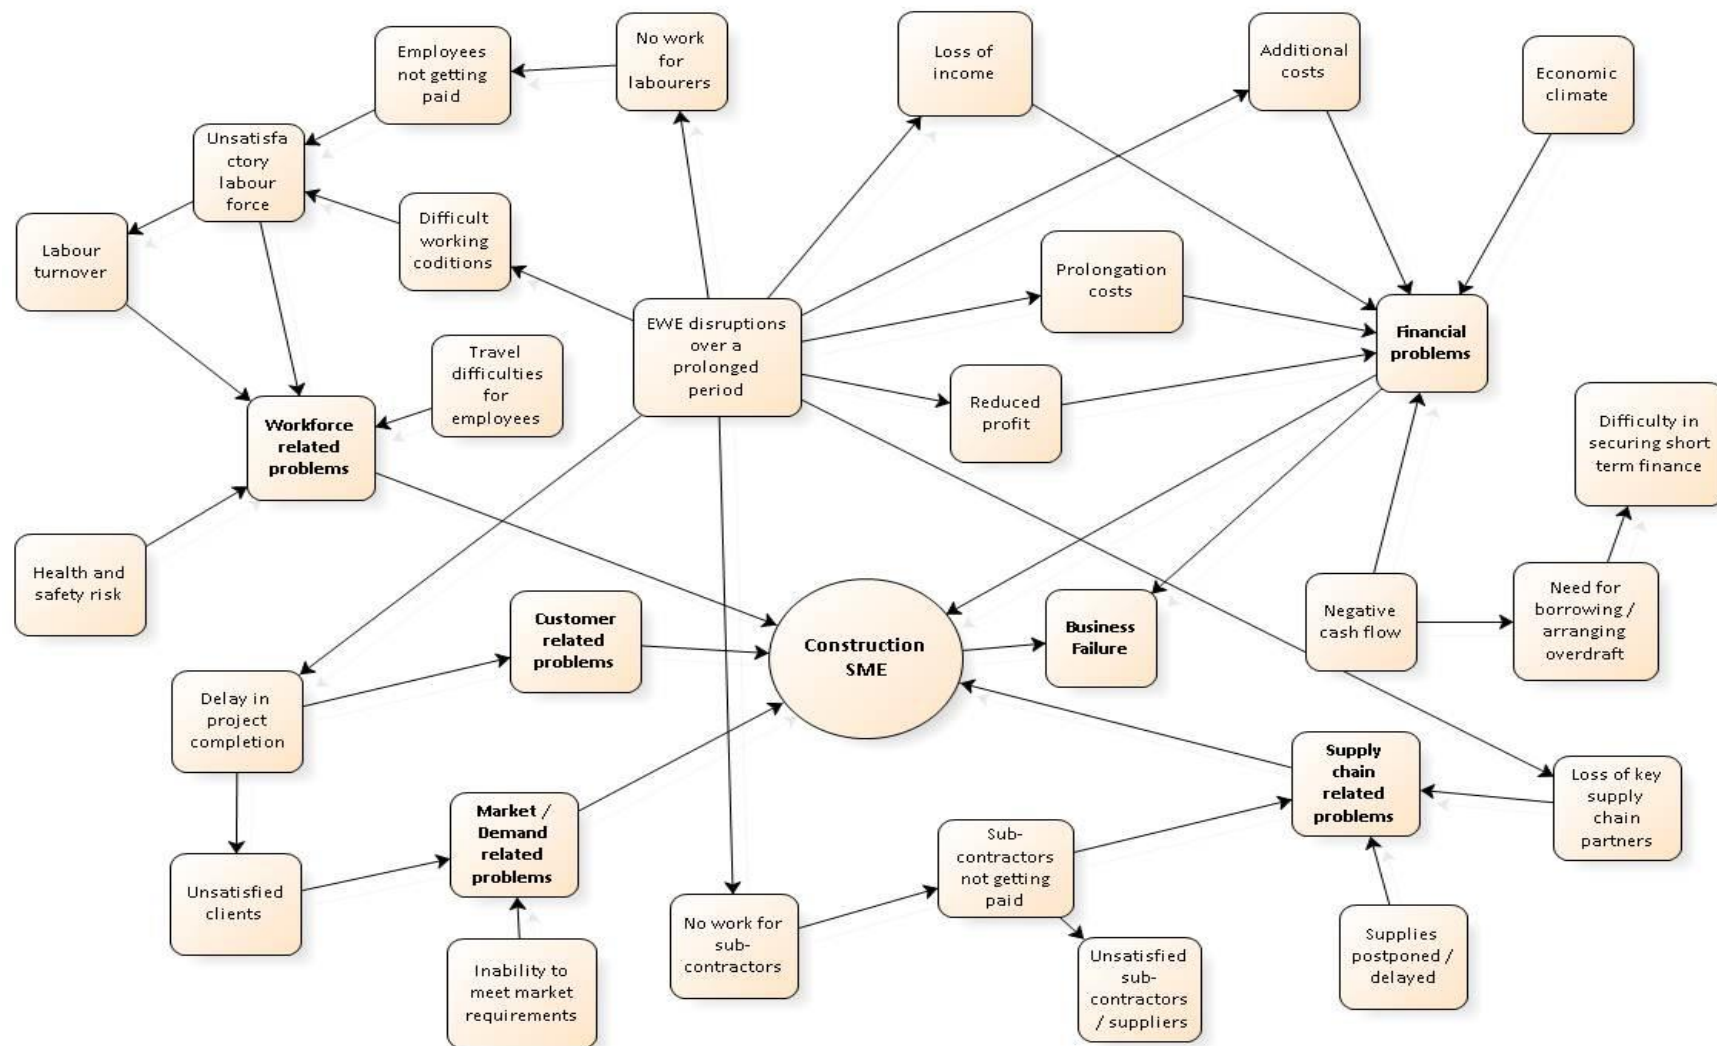 Employees
not getting
paid
No work
for
labourers
Loss of
income
Additional
costs
Economic
climate
Unsatisfa
ctory
labour
force
Labour
turnover
Difficult
working
coditions
Prolongation
costs
EWE disruptions
over a
prolonged
period
Financial
problems
Travel
difficulties
for
employees
Reduced
profit
Difficulty in
securing short
term finance
Workforce
related
problems
Health and
safety risk
Customer
related
problems
Construction
SME
Business
Failure
Negative
cash flow
Need for
borrowing /
arranging
overdraft
Delay in
project
completion
Supply
chain
related
problems
Loss of key
supply
chain
partners
Market /
Demand
related
problems
Unsatisfied
clients
Sub-
contractors
not getting
paid
No work for
sub-
contractors
Inability to
meet market
requirements
Unsatisfied
sub-
contractors
/ suppliers
Supplies
postponed /
delayed